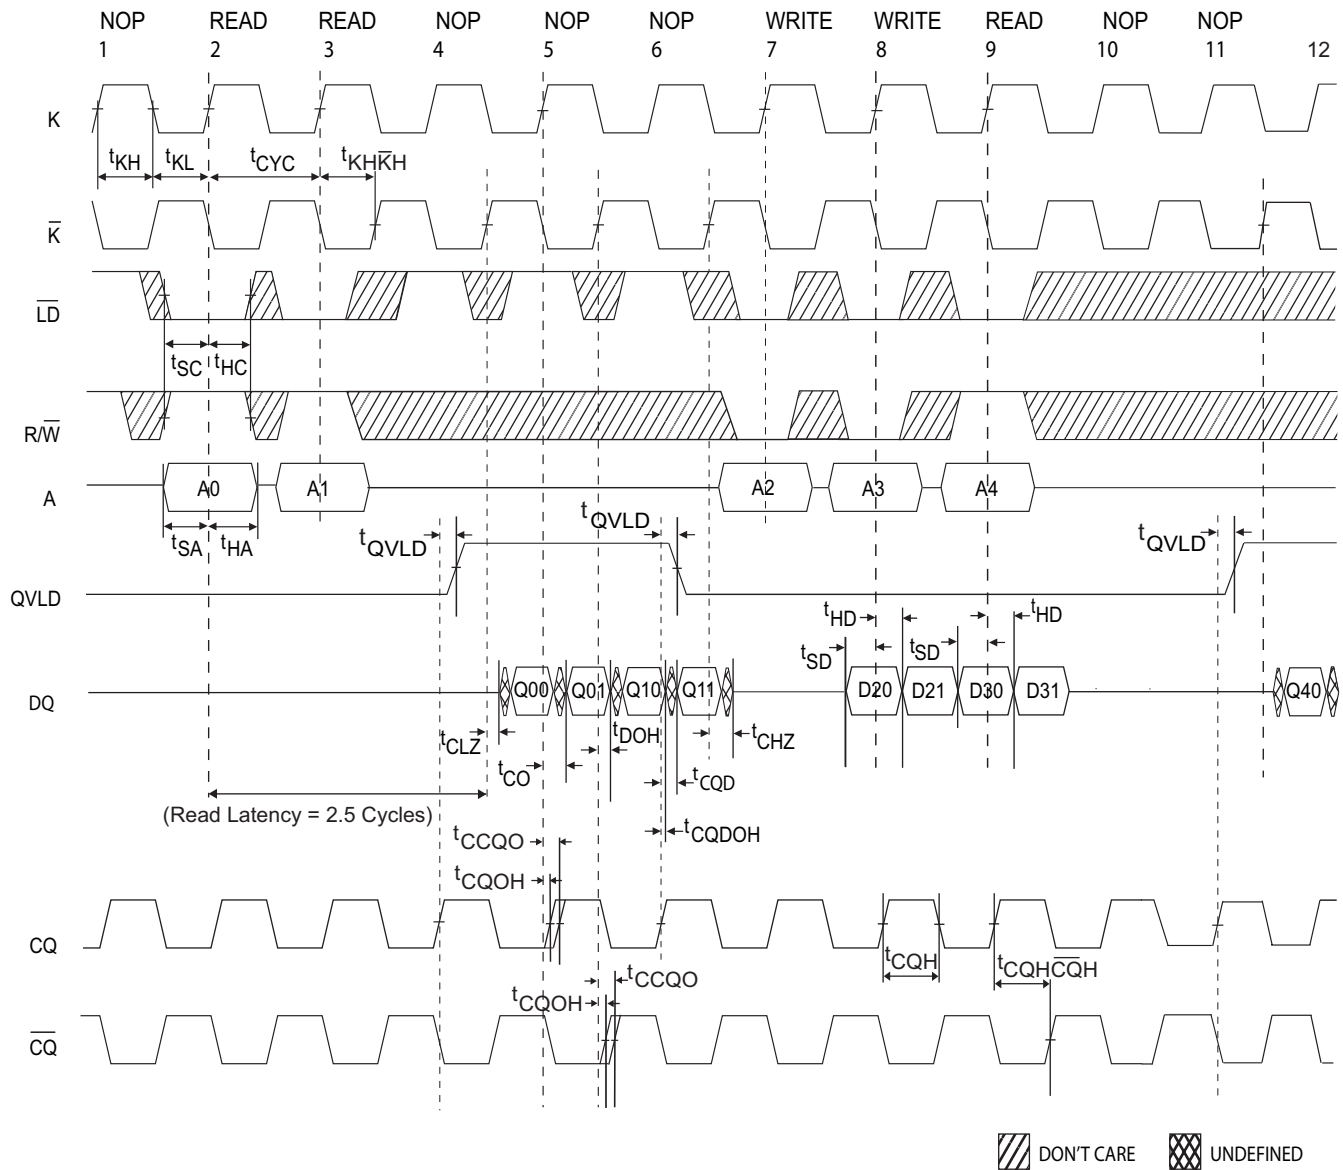 NOP READ READ NOP NOP NOP WRITE WRITE READ NOP NOP
1 2 3 4 5 6 7 8 9 10 11 12
K
tKH tKL tCYC tKHK̅H
K̅
L̅D̅
tSC tHC
R/W̅
A A0 A1 A2 A3 A4
tSA tHA tQVLD tQVLD tQVLD
QVLD
tHD tHD
tSD tSD
DQ Q00 Q01 Q10 Q11 D20 D21 D30 D31 Q40
tCLZ tDOH tCHZ
tCO tCQD
(Read Latency = 2.5 Cycles)
tCQDOH
tCCQO
tCQOH
CQ
tCQH tCQHC̅Q̅H
tCCQO
tCQOH
C̅Q̅
DON'T CARE UNDEFINED